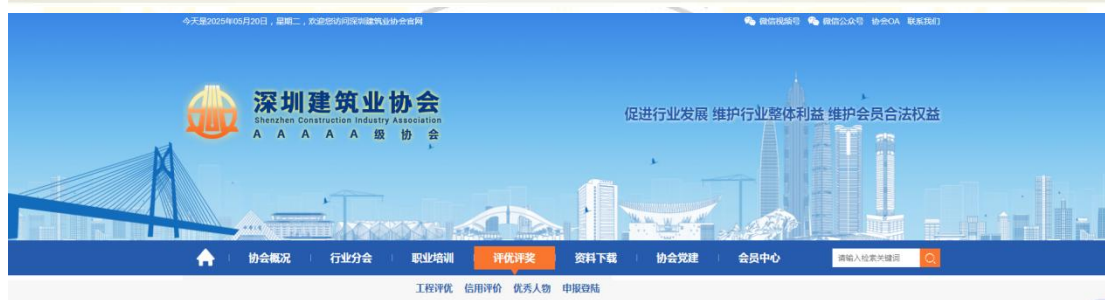 今天是2025年05月20日，星期二，欢迎您访问深圳建筑业协会官网
微信视频号 微信公众号 协会OA 联系我们
深圳建筑业协会
Shenzhen Construction Industry Association
AAAAA级协会
促进行业发展 维护行业整体利益 维护会员合法权益
协会概况 行业分会 职业培训 评优评奖 资料下载 协会党建 会员中心 请输入检索关键词
工程评优 信用评价 优秀人物 申报登陆